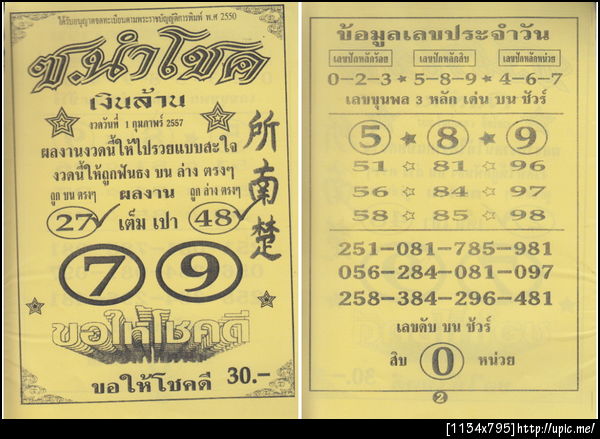 ได้รับอนุญาตจดทะเบียนตามพระราชบัญญัติการพิมพ์ พ.ศ 2550
ซ.นำโชค
เงินล้าน
งวดวันที่ 1 กุมภาพันธ์ 2557
ผลงานงวดนี้ให้ไปรวยแบบสะใจ
งวดนี้ให้ถูกฟันธง บน ล่าง ตรงๆ
ถูก บน ตรงๆ ผลงาน ถูก ล่าง ตรงๆ
27 เต็ม เปา 48
7 9
所南楚
ขอให้โชคดี
ขอให้โชคดี 30.-
ข้อมูลเลขประจำวัน
เลขปักหลักร้อย เลขปักหลักสิบ เลขปักหลักหน่วย
0-2-3 ★ 5-8-9 ★ 4-6-7
เลขขุนพล 3 หลัก เด่น บน ชัวร์
5 ★ 8 ★ 9
51 ☆ 81 ☆ 96
56 ☆ 84 ☆ 97
58 ☆ 85 ☆ 98
251-081-785-981
056-284-081-097
258-384-296-481
เลขดับ บน ชัวร์
สิบ 0 หน่วย
2
[1154x795]http://upic.me/